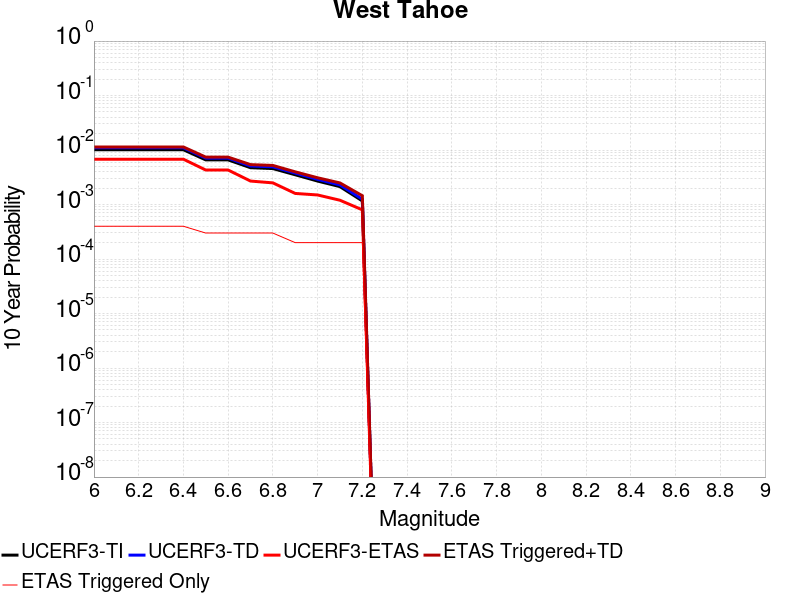 West Tahoe
10^0
10^-1
10^-2
10^-3
10^-4
10^-5
10^-6
10^-7
10^-8
10 Year Probability
6 6.2 6.4 6.6 6.8 7 7.2 7.4 7.6 7.8 8 8.2 8.4 8.6 8.8 9
Magnitude
UCERF3-TI UCERF3-TD UCERF3-ETAS ETAS Triggered+TD
ETAS Triggered Only